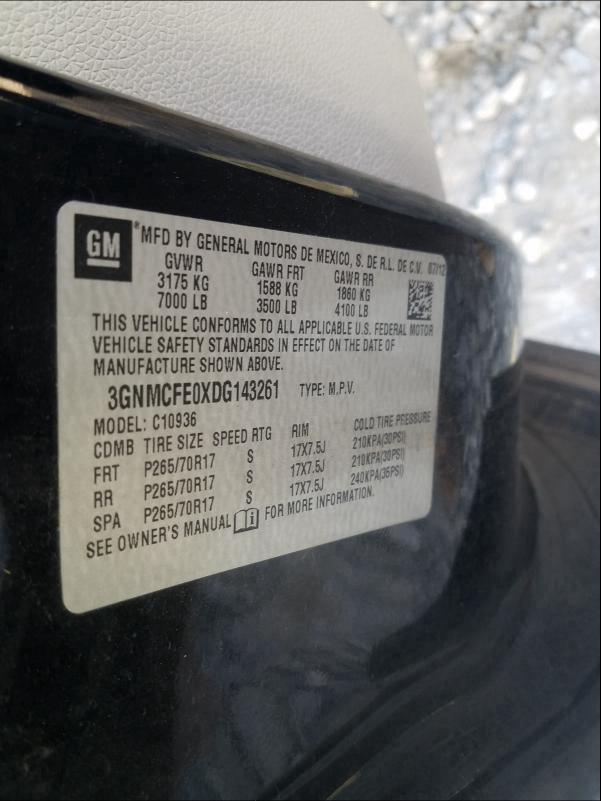 GM
*MFD BY GENERAL MOTORS DE MEXICO, S. DE R.L. DE C.V. 07/12
GVWR GAWR FRT GAWR RR
3175 KG 1588 KG 1860 KG
7000 LB 3500 LB 4100 LB
THIS VEHICLE CONFORMS TO ALL APPLICABLE U.S. FEDERAL MOTOR
VEHICLE SAFETY STANDARDS IN EFFECT ON THE DATE OF
MANUFACTURE SHOWN ABOVE.
3GNMCFE0XDG143261 TYPE: M.P.V.
MODEL: C10936
CDMB TIRE SIZE SPEED RTG RIM COLD TIRE PRESSURE
FRT P265/70R17 S 17X7.5J 210KPA(30PSI)
RR P265/70R17 S 17X7.5J 210KPA(30PSI)
SPA P265/70R17 S 17X7.5J 240KPA(35PSI)
SEE OWNER'S MANUAL FOR MORE INFORMATION.